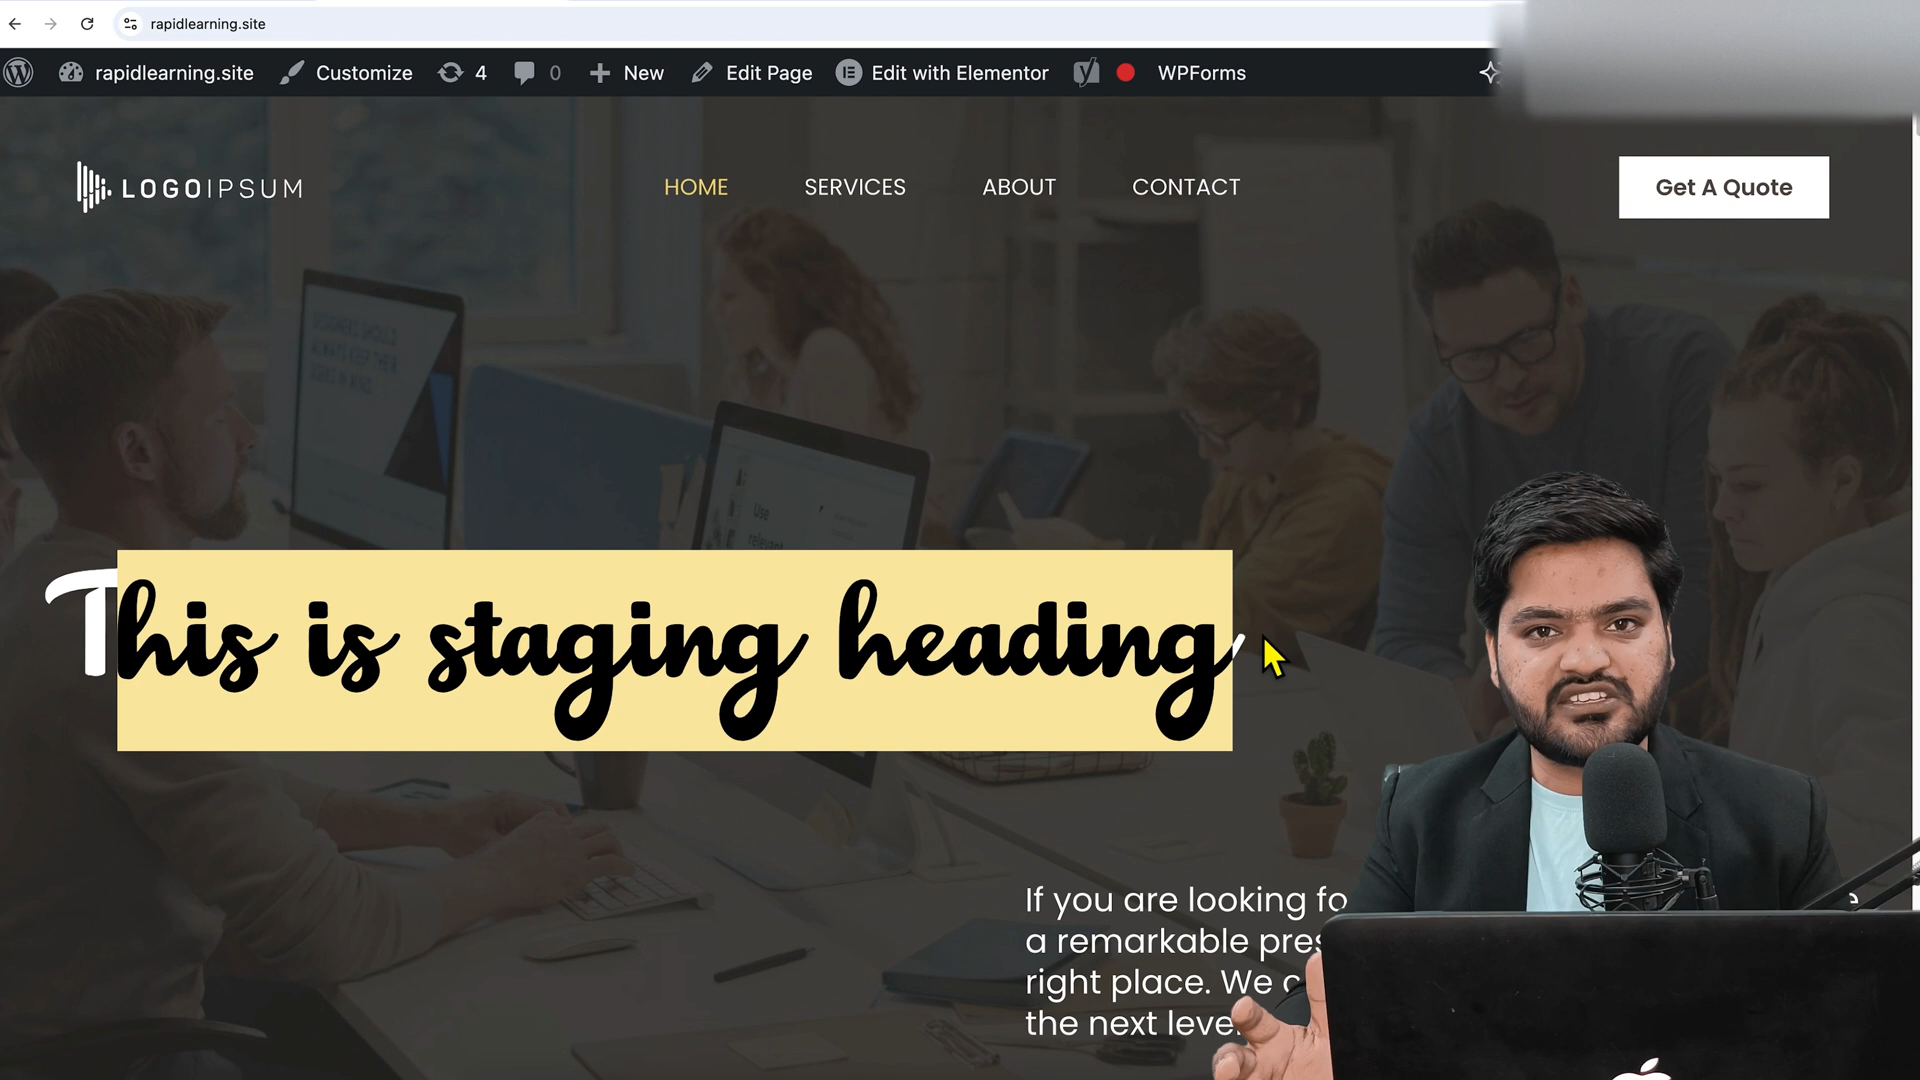 rapidlearning.site
rapidlearning.site Customize 4 0 New Edit Page Edit with Elementor WPForms
LOGOIPSUM HOME SERVICES ABOUT CONTACT Get A Quote
Use
This is staging heading
If you are looking fo
a remarkable pres
right place. We c
the next leve